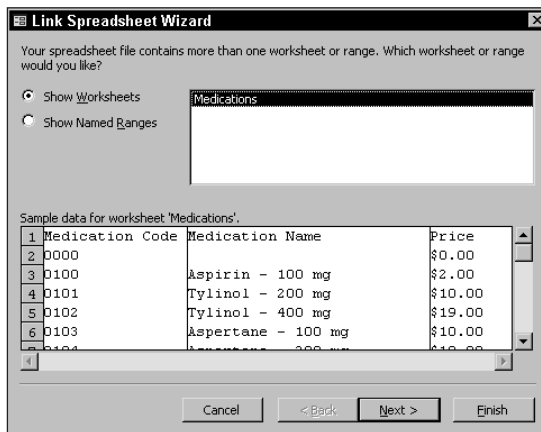 Link Spreadsheet Wizard
Your spreadsheet file contains more than one worksheet or range. Which worksheet or range
would you like?
Show Worksheets
Medications
Show Named Ranges
Sample data for worksheet 'Medications'.
1 Medication Code Medication Name Price
2 0000 $0.00
3 0100 Aspirin - 100 mg $2.00
4 0101 Tylinol - 200 mg $10.00
5 0102 Tylinol - 400 mg $19.00
6 0103 Aspertane - 100 mg $10.00
Cancel < Back Next > Finish